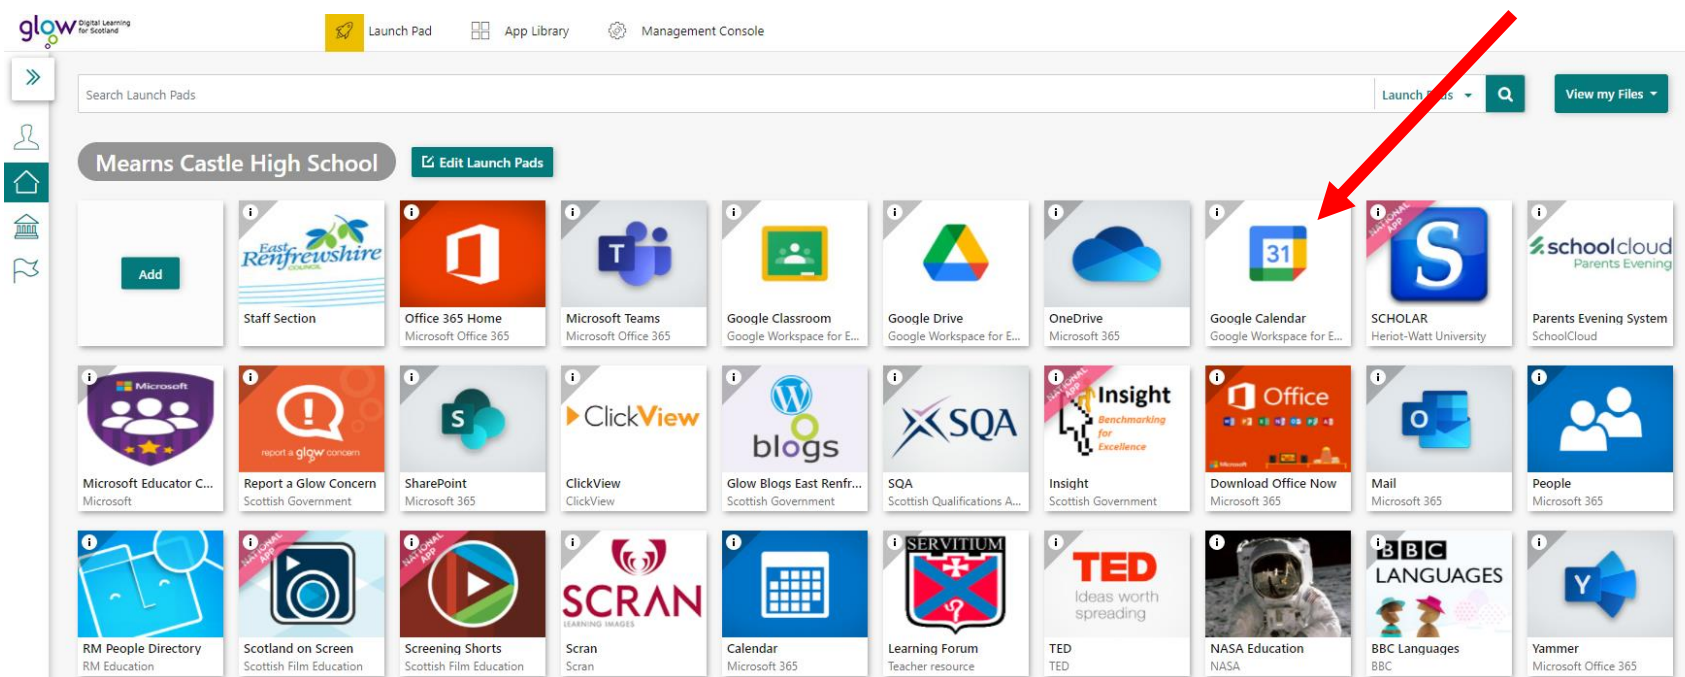 glow Digital Learning
for Scotland
Launch Pad
App Library
Management Console
Search Launch Pads
Launch Pads
View my Files
Mearns Castle High School
Edit Launch Pads
Add
East
Renfrewshire
COUNCIL
Staff Section
Office 365 Home
Microsoft Office 365
T
Microsoft Teams
Microsoft Office 365
Google Classroom
Google Workspace for E...
Google Drive
Google Workspace for E...
OneDrive
Microsoft 365
31
Google Calendar
Google Workspace for E...
NATIONAL
APP
S
SCHOLAR
Heriot-Watt University
schoolcloud
Parents Evening
Parents Evening System
SchoolCloud
Microsoft
Microsoft Educator C...
Microsoft
report a glow concern
Report a Glow Concern
Scottish Government
S
SharePoint
Microsoft 365
ClickView
ClickView
ClickView
blogs
Glow Blogs East Renfr...
Scottish Government
SQA
SQA
Scottish Qualifications A...
NATIONAL
APP
Insight
Benchmarking
for
Excellence
Insight
Scottish Government
Office
Microsoft
Download Office Now
Microsoft 365
O
Mail
Microsoft 365
People
Microsoft 365
RM People Directory
RM Education
NATIONAL
APP
Scotland on Screen
Scottish Film Education
NATIONAL
APP
Screening Shorts
Scottish Film Education
SCRAN
LEARNING IMAGES
Scran
Scran
Calendar
Microsoft 365
SERVITIUM
Learning Forum
Teacher resource
TED
Ideas worth
spreading
TED
TED
NASA Education
NASA
BBC
LANGUAGES
BBC Languages
BBC
Y
Yammer
Microsoft Office 365